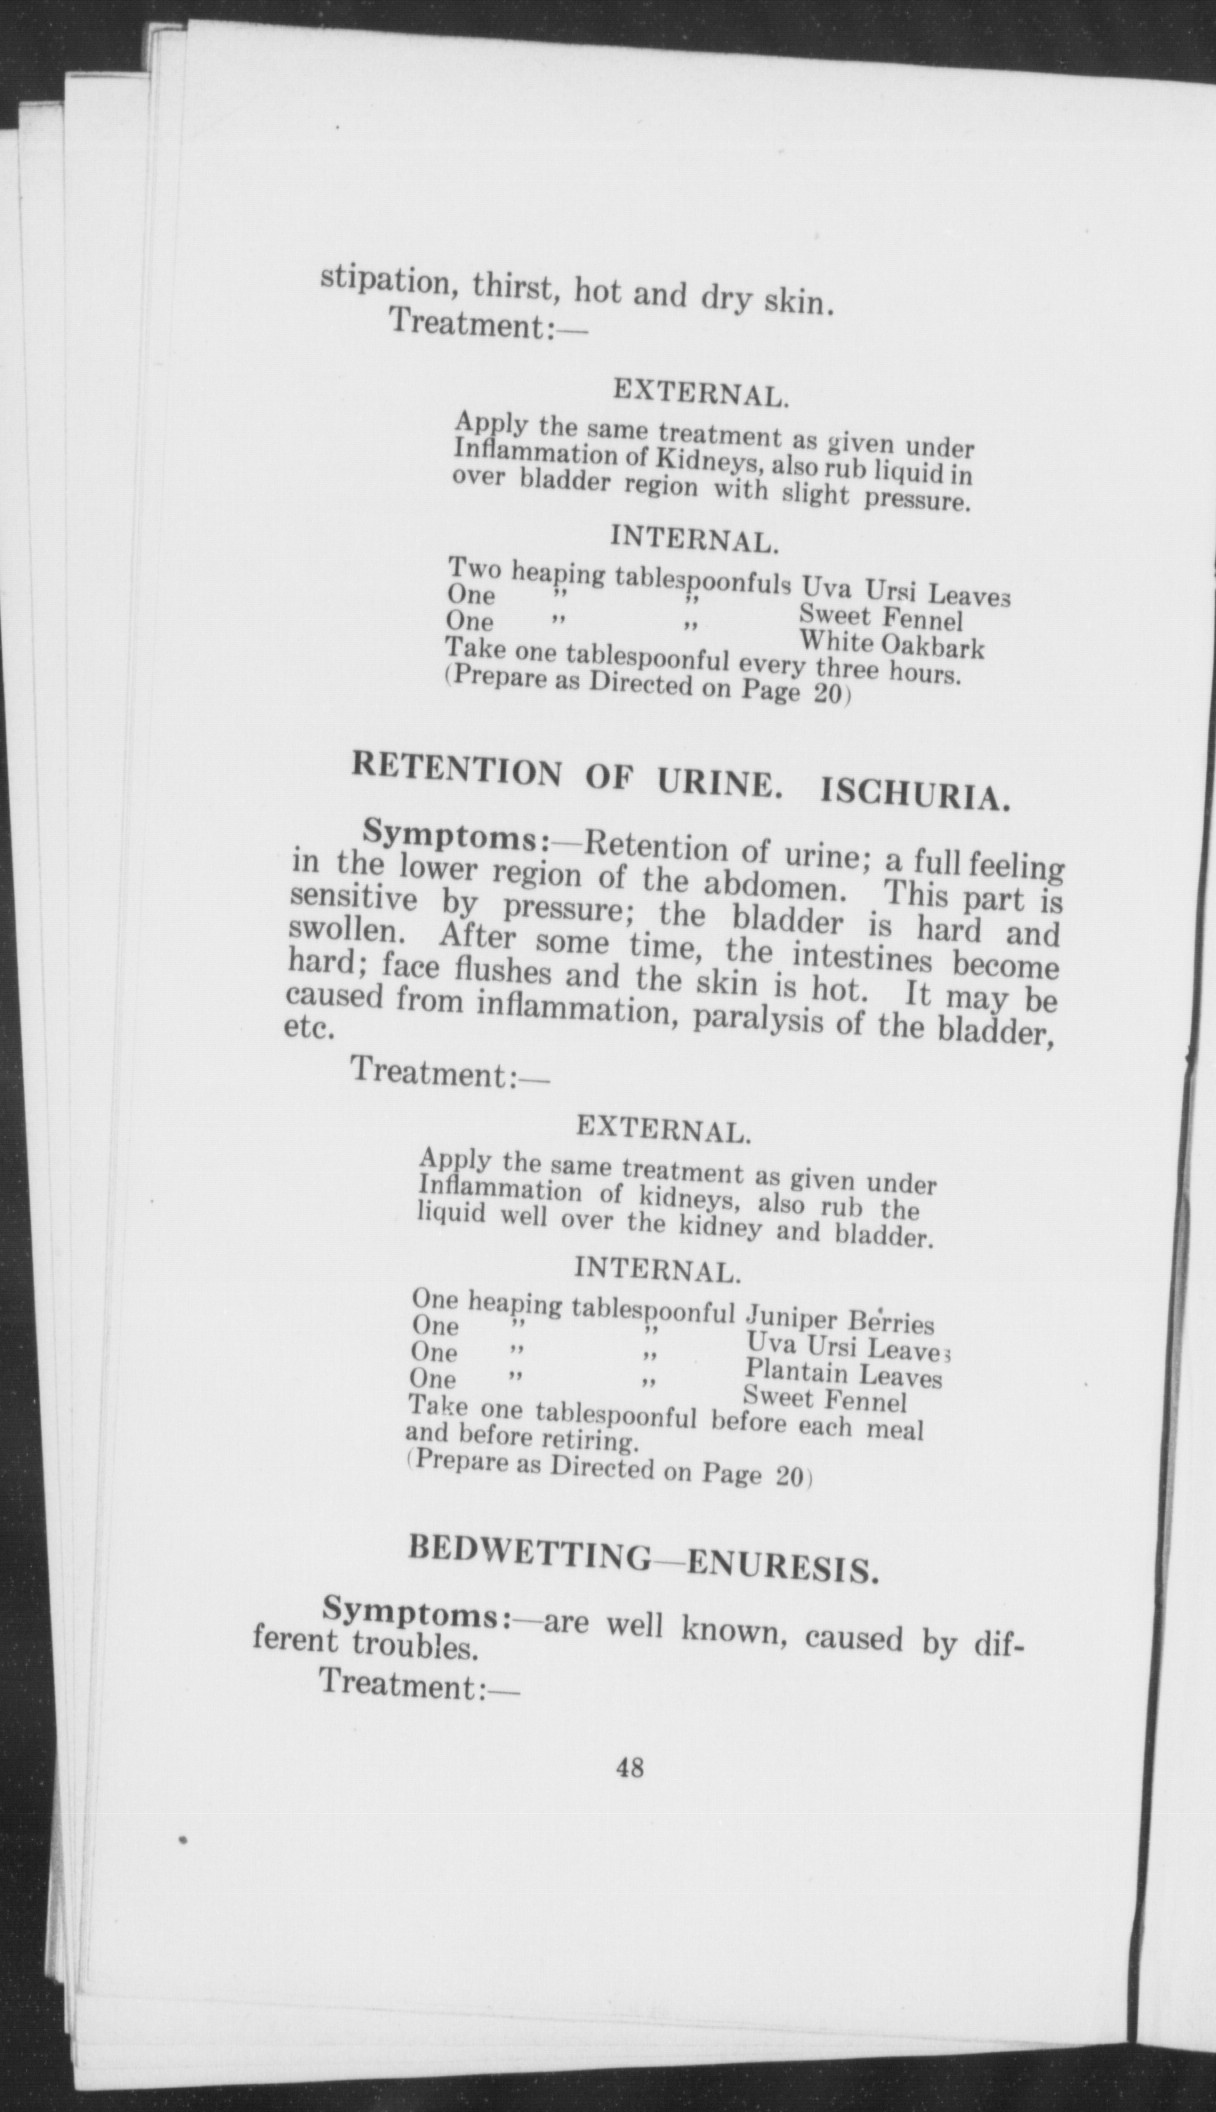 stipation, thirst, hot and dry skin.
Treatment:—
EXTERNAL.
Apply the same treatment as given under
Inflammation of Kidneys, also rub liquid in
over bladder region with slight pressure.
INTERNAL.
Two heaping tablespoonfuls Uva Ursi Leaves
One ” ” Sweet Fennel
One ” ” White Oakbark
Take one tablespoonful every three hours.
(Prepare as Directed on Page 20)
RETENTION OF URINE. ISCHURIA.
Symptoms:—Retention of urine; a full feeling
in the lower region of the abdomen. This part is
sensitive by pressure; the bladder is hard and
swollen. After some time, the intestines become
hard; face flushes and the skin is hot. It may be
caused from inflammation, paralysis of the bladder,
etc.
Treatment:—
EXTERNAL.
Apply the same treatment as given under
Inflammation of kidneys, also rub the
liquid well over the kidney and bladder.
INTERNAL.
One heaping tablespoonful Juniper Berries
One ” ” Uva Ursi Leaves
One ” ” Plantain Leaves
One ” ” Sweet Fennel
Take one tablespoonful before each meal
and before retiring.
(Prepare as Directed on Page 20)
BEDWETTING—ENURESIS.
Symptoms:—are well known, caused by dif-
ferent troubles.
Treatment:—
48